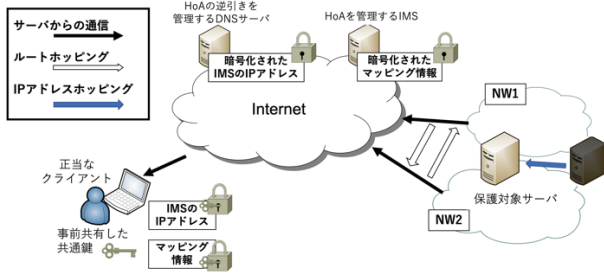 サーバからの通信
ルートホッピング
IPアドレスホッピング
HoAの逆引きを
管理するDNSサーバ
HoAを管理するIMS
暗号化された
IMSのIPアドレス
暗号化された
マッピング情報
Internet
NW1
NW2
保護対象サーバ
正当な
クライアント
事前共有した
共通鍵
IMSの
IPアドレス
マッピング
情報